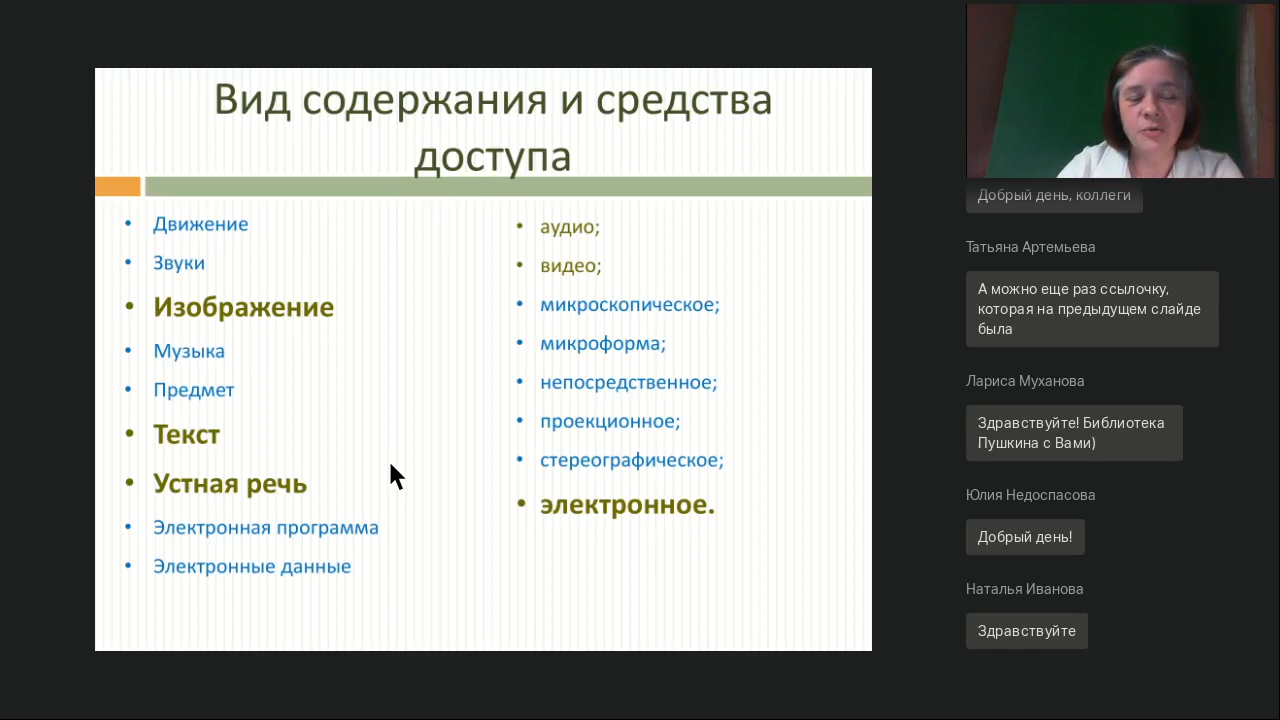 Вид содержания и средства
доступа
• Движение
• Звуки
• Изображение
• Музыка
• Предмет
• Текст
• Устная речь
• Электронная программа
• Электронные данные
• аудио;
• видео;
• микроскопическое;
• микроформа;
• непосредственное;
• проекционное;
• стереографическое;
• электронное.
Добрый день, коллеги
Татьяна Артемьева
А можно еще раз ссылочку,
которая на предыдущем слайде
была
Лариса Муханова
Здравствуйте! Библиотека
Пушкина с Вами)
Юлия Недоспасова
Добрый день!
Наталья Иванова
Здравствуйте